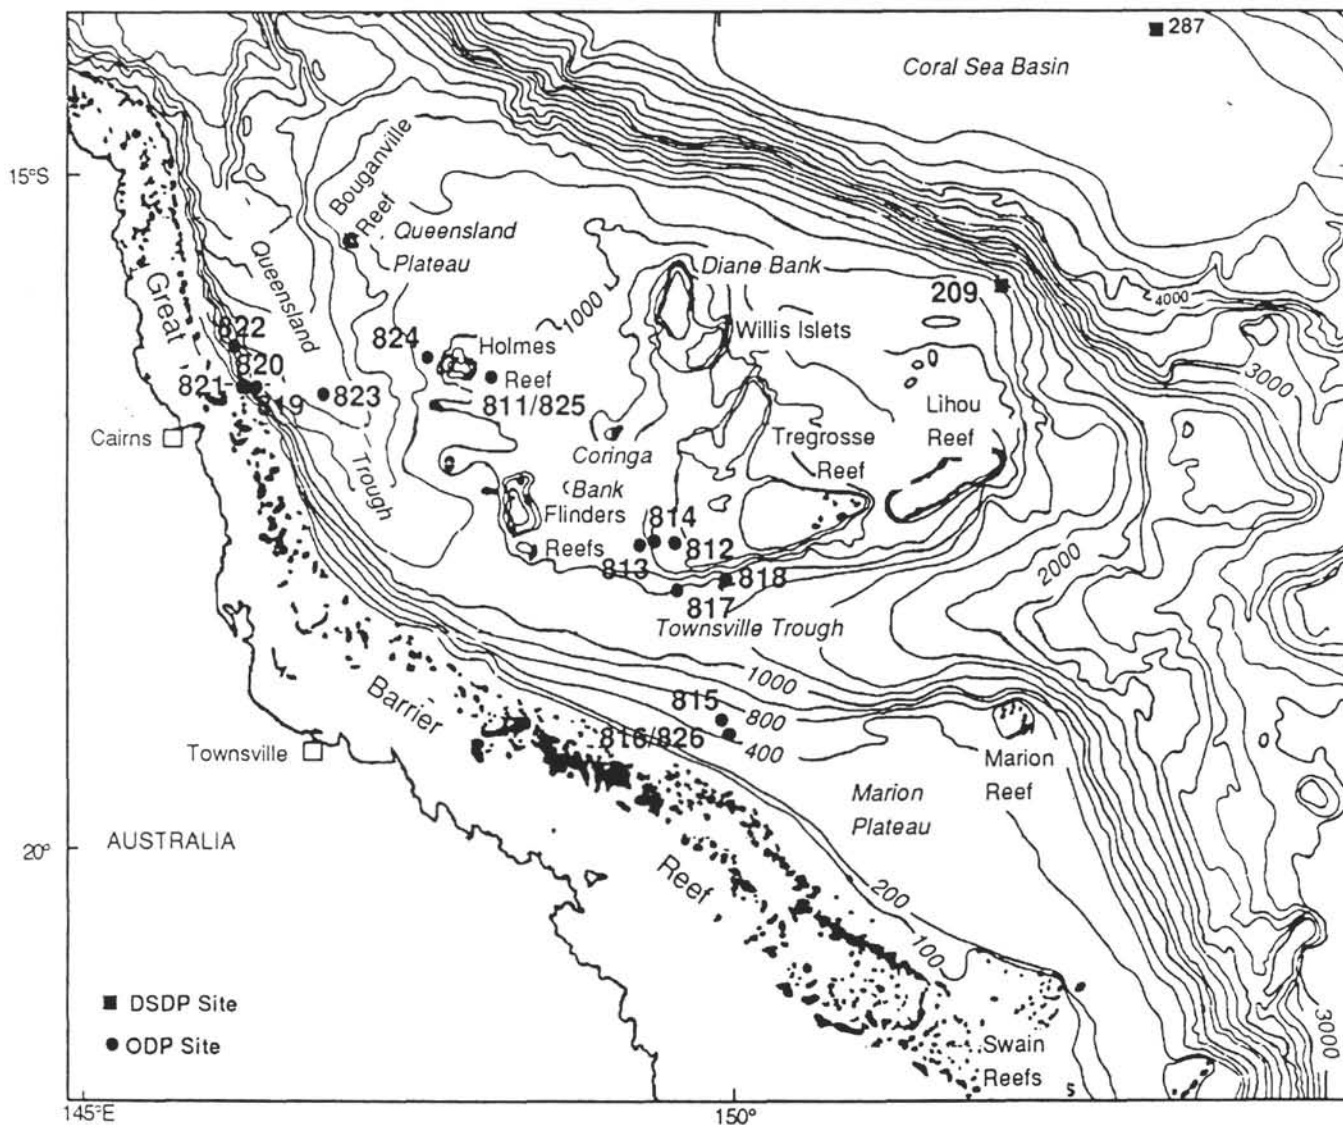 287
Coral Sea Basin
15°S
Bouganville
Reef
Queensland
Plateau
Great
Queensland
Diane Bank
209
4000
1000
822
824
Holmes
Willis Islets
820
3000
821
819
823
Reef
811/825
Lihou
Reef
Cairns
Trough
Coringa
Bank
Tregrosse
Reef
Flinders
Reefs
814
812
813
818
817
2000
Townsville Trough
1000
815
800
816/826
400
Barrier
Townsville
Marion
Reef
Marion
Plateau
AUSTRALIA
20°
Reef
200
100
DSDP Site
ODP Site
Swain
Reefs
3000
145°E
150°